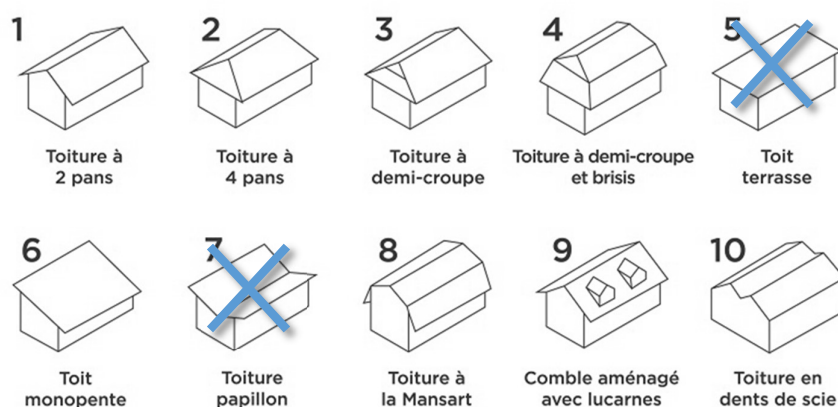 1 2 3 4 5
Toiture à Toiture à Toiture à Toiture à demi-croupe Toit
2 pans 4 pans demi-croupe et brisis terrasse
6 7 8 9 10
Toit Toiture Toiture à Comble aménagé Toiture en
monopente papillon la Mansart avec lucarnes dents de scie